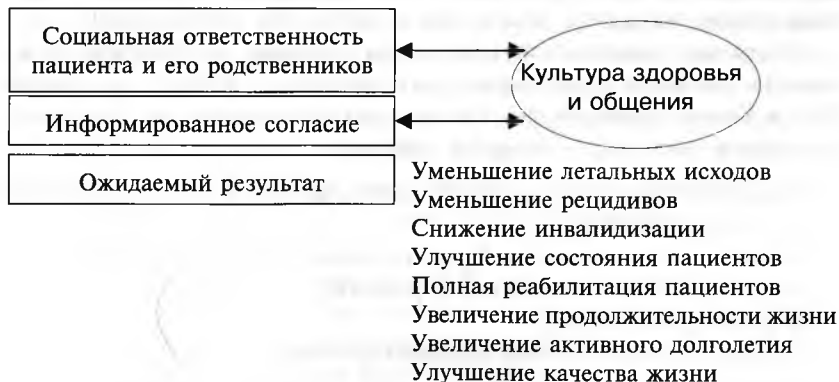 Социальная ответственность
пациента и его родственников
Культура здоровья
и общения
Информированное согласие
Ожидаемый результат
Уменьшение летальных исходов
Уменьшение рецидивов
Снижение инвалидизации
Улучшение состояния пациентов
Полная реабилитация пациентов
Увеличение продолжительности жизни
Увеличение активного долголетия
Улучшение качества жизни